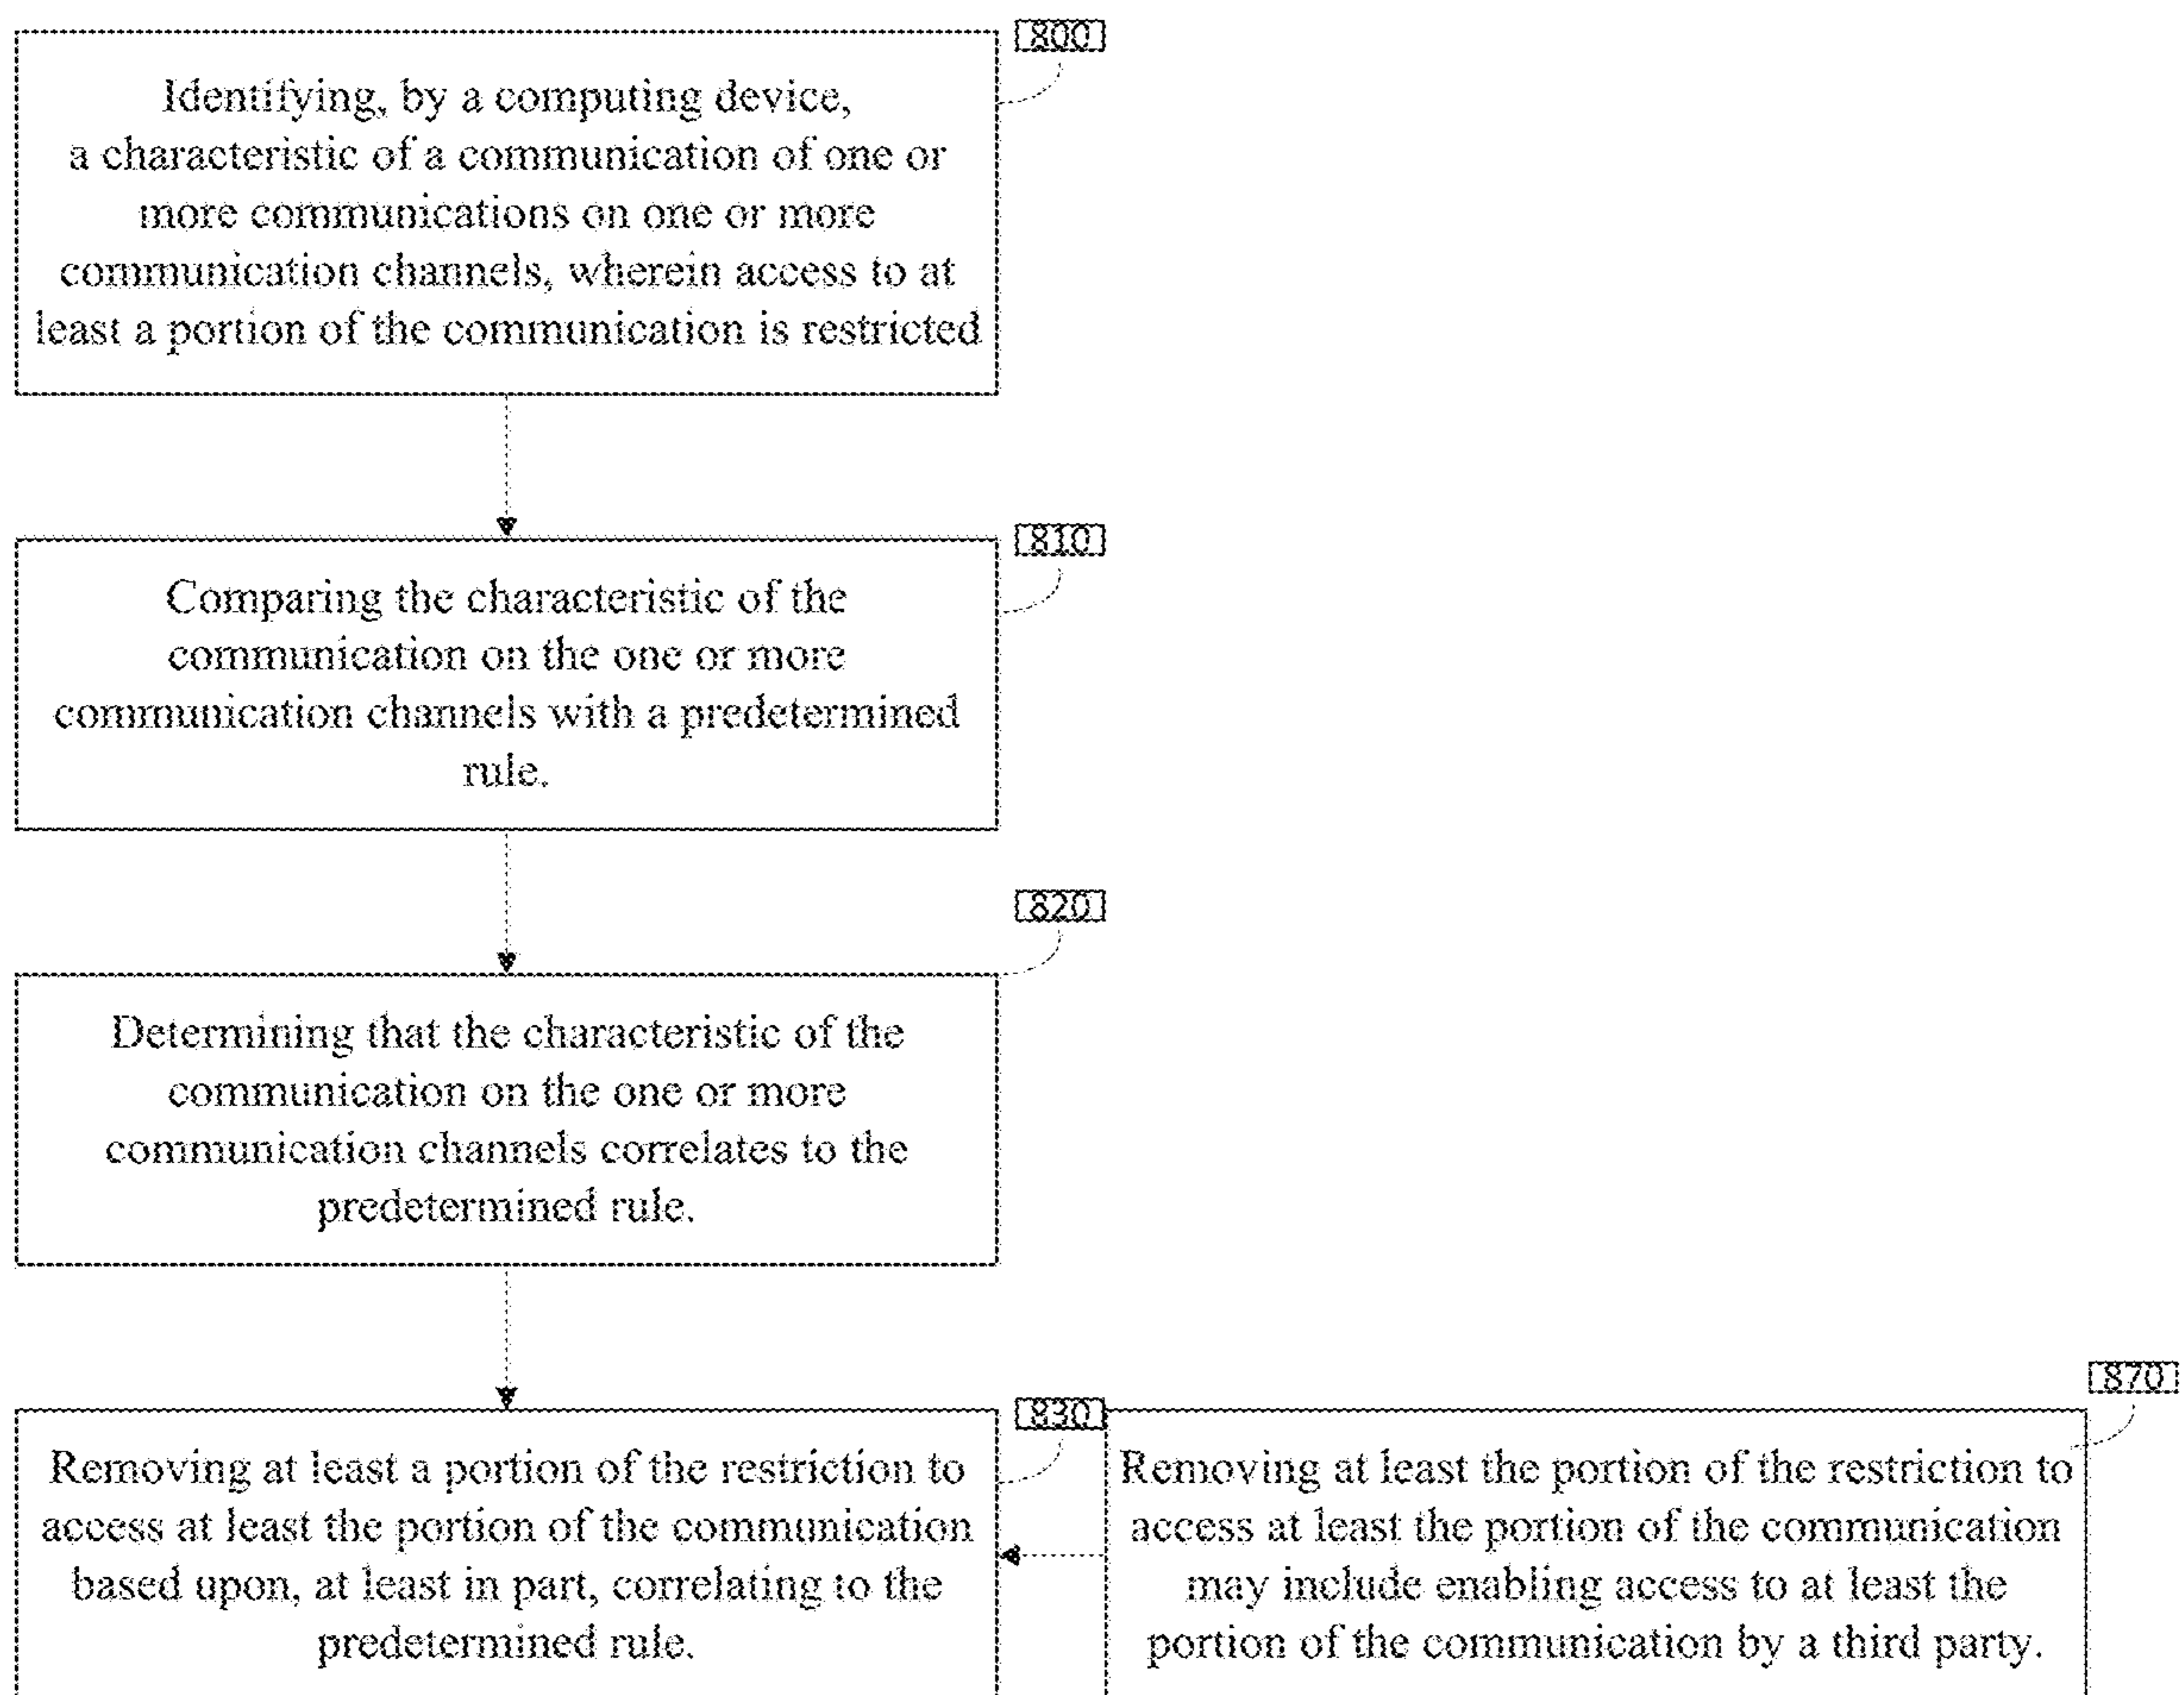 800
Identifying, by a computing device,
a characteristic of a communication of one or
more communications on one or more
communication channels, wherein access to at
least a portion of the communication is restricted
810
Comparing the characteristic of the
communication on the one or more
communication channels with a predetermined
rule.
820
Determining that the characteristic of the
communication on the one or more
communication channels correlates to the
predetermined rule.
830
Removing at least a portion of the restriction to
access at least the portion of the communication
based upon, at least in part, correlating to the
predetermined rule.
870
Removing at least the portion of the restriction to
access at least the portion of the communication
may include enabling access to at least the
portion of the communication by a third party.